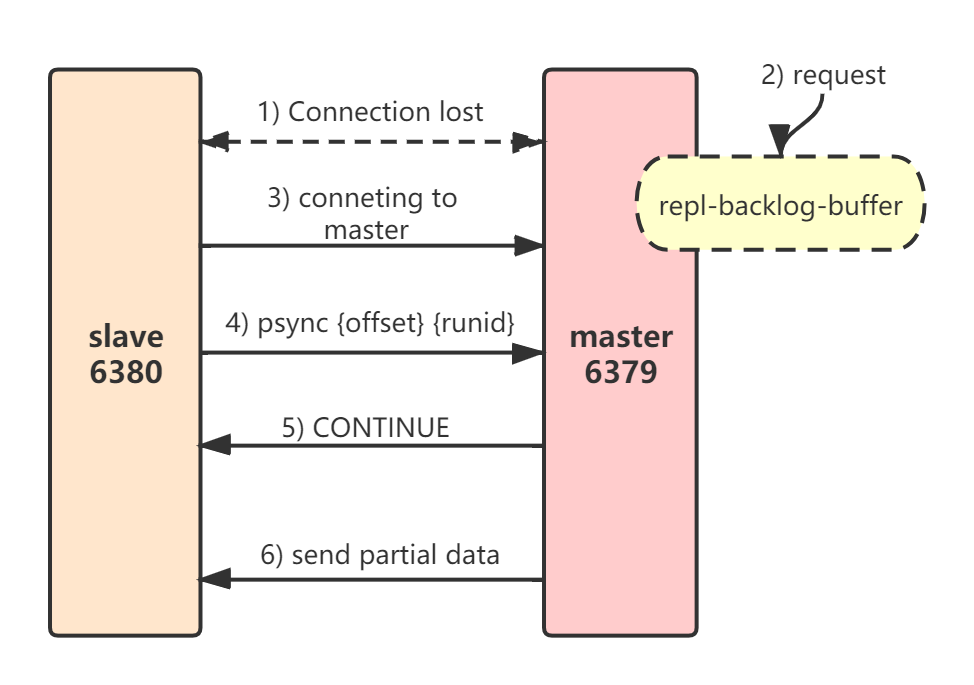 2) request
1) Connection lost
repl-backlog-buffer
3) conneting to
master
4) psync {offset} {runid}
slave
6380
master
6379
5) CONTINUE
6) send partial data